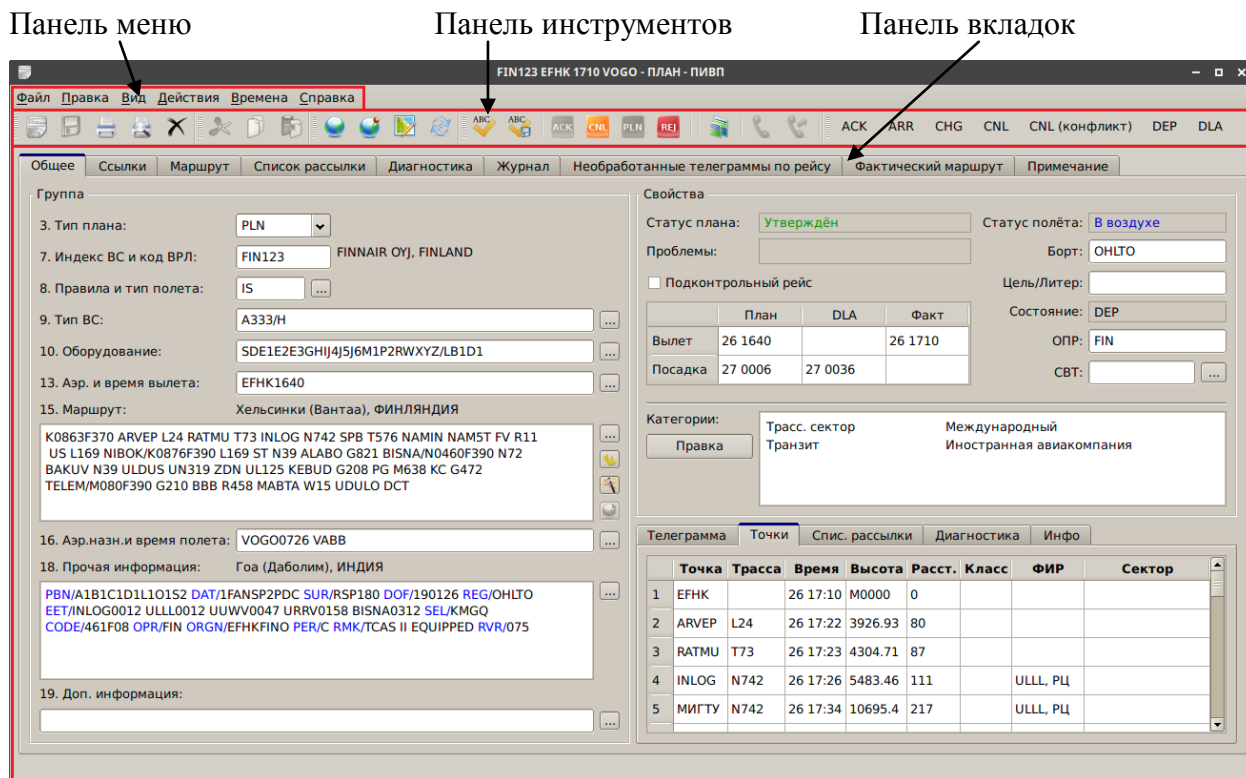 Панель меню Панель инструментов Панель вкладок
FIN123 EFHK 1710 VOGO - ПЛАН - ПИВП
Файл Правка Вид Действия Времена Справка
ABC ABC ACK CNL PLN REJ ACK ARR CHG CNL CNL (конфликт) DEP DLA
Общее Ссылки Маршрут Список рассылки Диагностика Журнал Необработанные телеграммы по рейсу Фактический маршрут Примечание
Группа
3. Тип плана: PLN
7. Индекс ВС и код ВРЛ: FIN123 FINNAIR OYJ, FINLAND
8. Правила и тип полета: IS ...
9. Тип ВС: A333/H ...
10. Оборудование: SDE1E2E3GHIJ4J5J6M1P2RWXYZ/LB1D1 ...
13. Аэр. и время вылета: EFHK1640 ...
15. Маршрут: Хельсинки (Вантаа), ФИНЛЯНДИЯ
K0863F370 ARVEP L24 RATMU T73 INLOG N742 SPB T576 NAMIN NAM5T FV R11 ...
US L169 NIBOK/K0876F390 L169 ST N39 ALABO G821 BISNA/N0460F390 N72
BAKUV N39 ULDUS UN319 ZDN UL125 KEBUD G208 PG M638 KC G472
TELEM/M080F390 G210 BBB R458 MABTA W15 UDULO DCT
16. Аэр.назн.и время полета: VOGO0726 VABB ...
18. Прочая информация: Гоа (Даболим), ИНДИЯ
PBN/A1B1C1D1L1O1S2 DAT/1FANSP2PDC SUR/RSP180 DOF/190126 REG/OHLTO ...
EET/INLOG0012 ULLL0012 UUWV0047 URRV0158 BISNA0312 SEL/KMGQ
CODE/461F08 OPR/FIN ORGN/EFHKFINO PER/C RMK/TCAS II EQUIPPED RVR/075
19. Доп. информация:
...
Свойства
Статус плана: Утверждён Статус полёта: В воздухе
Проблемы: Борт: OHLTO
Подконтрольный рейс Цель/Литер:
План DLA Факт Состояние: DEP
Вылет 26 1640 26 1710 ОПР: FIN
Посадка 27 0006 27 0036 СВТ: ...
Категории: Трасс. сектор Международный
Правка Транзит Иностранная авиакомпания
Телеграмма Точки Спис. рассылки Диагностика Инфо
Точка Трасса Время Высота Расст. Класс ФИР Сектор
1 EFHK 26 17:10 M0000 0
2 ARVEP L24 26 17:22 3926.93 80
3 RATMU T73 26 17:23 4304.71 87
4 INLOG N742 26 17:26 5483.46 111 ULLL, РЦ
5 МИГТУ N742 26 17:34 10695.4 217 ULLL, РЦ